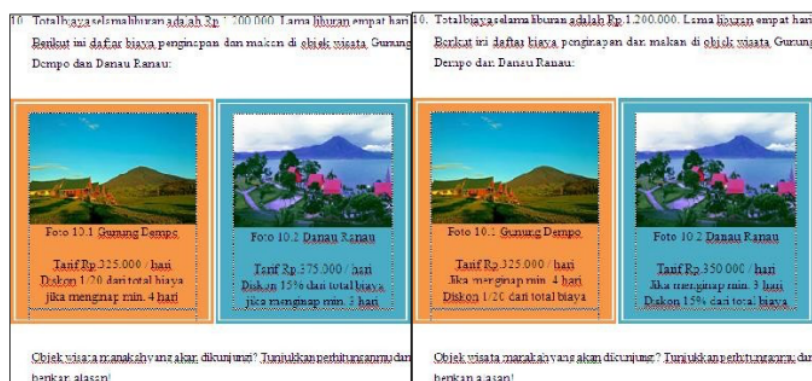 10. Total biaya selama liburan adalah Rp 1.200.000. Lama liburan empat hari
Berikut ini daftar biaya penginapan dan makan di objek wisata Gunung
Dempo dan Danau Ranau:
Foto 10.1 Gunung Dempo
Tarif Rp.325.000 / hari
Diskon 1/20 dari total biaya
jika menginap min. 4 hari
Foto 10.2 Danau Ranau
Tarif Rp.375.000 / hari
Diskon 15% dari total biaya
jika menginap min. 3 hari
Objek wisata manakah yang akan dikunjungi? Tunjukkan perhitunganmu dan
berikan alasan!
10. Total biaya selama liburan adalah Rp.1.200.000. Lama liburan empat hari
Berikut ini daftar biaya penginapan dan makan di objek wisata Gunung
Dempo dan Danau Ranau:
Foto 10.1 Gunung Dempo
Tarif Rp.325.000 / hari
Jika menginap min. 4 hari
Diskon 1/20 dari total biaya
Foto 10.2 Danau Ranau
Tarif Rp.350.000 / hari
Jika menginap min. 3 hari
Diskon 15% dari total biaya
Objek wisata manakah yang akan dikunjungi? Tunjukkan perhitunganmu dan
berikan alasan!